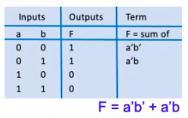 Inputs Outputs Term
a b F F = sum of
0 0 1 a'b'
0 1 1 a'b
1 0 0
1 1 0
F = a'b' + a'b